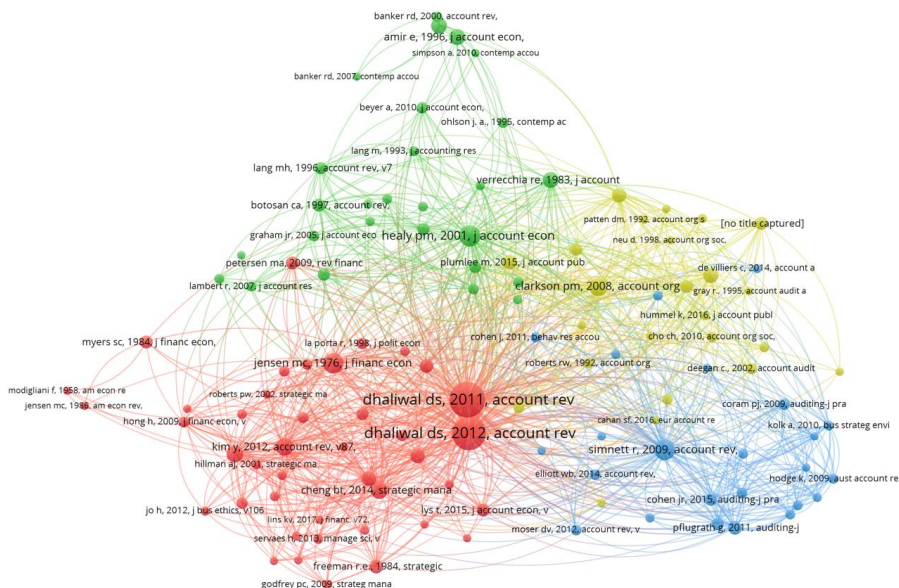 banker rd, 2000, account rev,
amir e, 1996, j account econ,
simpson a, 2010, contemp accou
banker rd, 2007, contemp accou
beyer a, 2010, j account econ,
ohlson j. a., 1995, contemp ac
lang m, 1993, j accounting res
lang mh, 1996, account rev, v7
verrecchia re, 1983, j account
botosan ca, 1997, account rev,
patten dm, 1992, account org s
[no title captured]
graham jr, 2005, j account eco
healy pm, 2001, j account econ
neu d, 1998, account org soc,
petersen ma, 2009, rev financ
plumlee m, 2015, j account pub
de villiers c, 2014, account a
lambert r, 2007, j account res
clarkson pm, 2008, account org
gray r., 1995, account audit a
hummel k, 2016, j account publ
myers sc, 1984, j financ econ,
la porta r, 1998, j polit econ
cohen j, 2011, behav res accou
cho ch, 2010, account org soc,
jensen mc, 1976, j financ econ
roberts rw, 1992, account org
deegan c., 2002, account audit
modigliani f, 1958, am econ re
roberts pw, 2002, strategic ma
dhaliwal ds, 2011, account rev
jensen mc, 1986, am econ rev,
hong h, 2009, j financ econ, v
cahan sf, 2016, eur account re
coram pj, 2009, auditing-j pra
kolk a, 2010, bus strateg envi
dhaliwal ds, 2012, account rev
kim y, 2012, account rev, v87,
simnett r, 2009, account rev,
hillman aj, 2001, strategic ma
elliott wb, 2014, account rev,
hodge k, 2009, aust account re
cheng bt, 2014, strategic mana
cohen jr, 2015, auditing-j pra
jo h, 2012, j bus ethics, v106
lys t, 2015, j account econ, v
lins kv, 2017, j financ, v72,
moser dv, 2012, account rev, v
pflugrath g, 2011, auditing-j
servaes h, 2013, manage sci, v
freeman r.e., 1984, strategic
godfrey pc, 2009, strateg mana